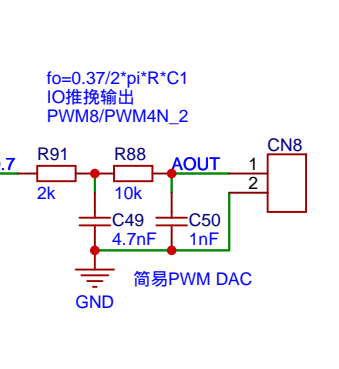 fo=0.37/2*pi*R*C1
IO推挽输出
PWM8/PWM4N_2
.7
R91
R88
AOUT
CN8
1
2
2k
10k
C49
C50
4.7nF
1nF
简易PWM DAC
GND